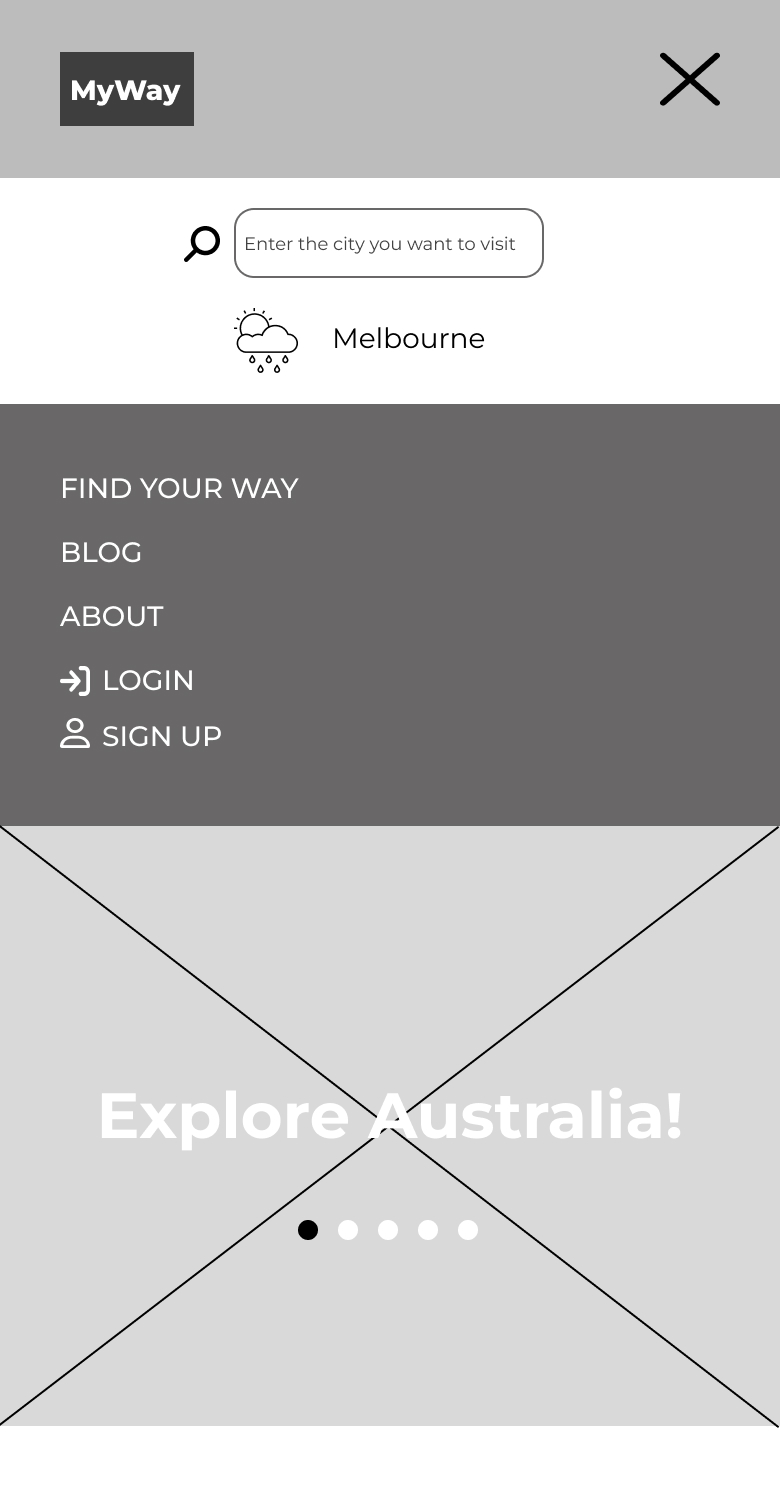 MyWay
Enter the city you want to visit
Melbourne
FIND YOUR WAY
BLOG
ABOUT
LOGIN
SIGN UP
Explore Australia!